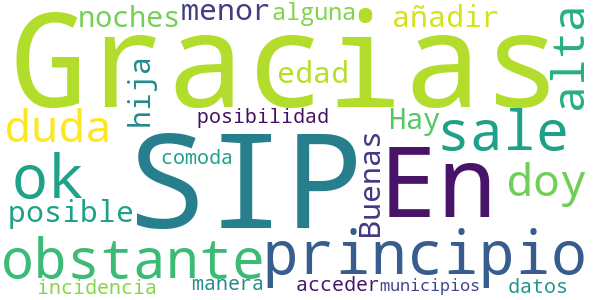 noches menor alguna añadir
Gracias
alta
hija
edad
duda
posibilidad
Hay
sale
SIP
En
comoda
Buenas
ok
doy
posible
obstante
principio
incidencia
manera
acceder
municipios
datos